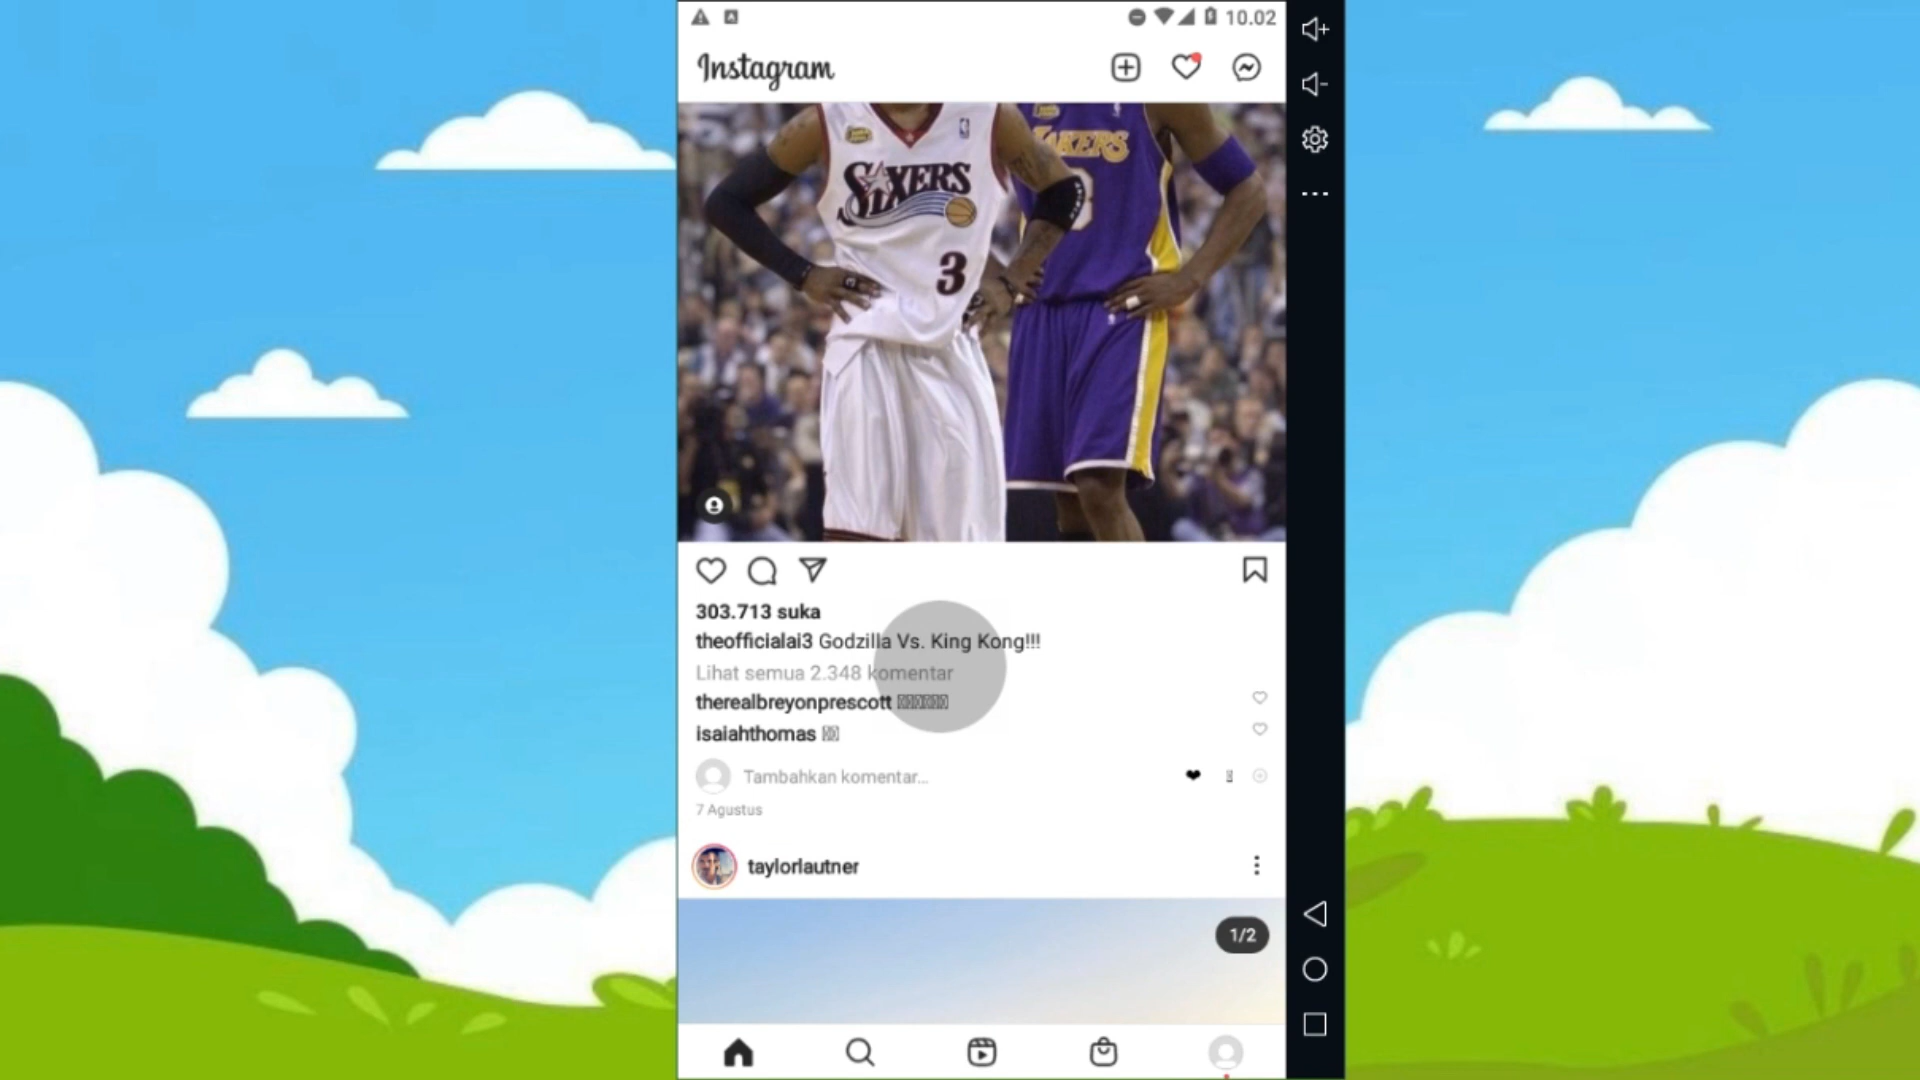 10.02
Instagram
SIXERS
3
LAKERS
303.713 suka
theofficialai3 Godzilla Vs. King Kong!!!
Lihat semua 2.348 komentar
therealbreyonprescott
isaiahthomas
Tambahkan komentar...
7 Agustus
taylorlautner
1/2